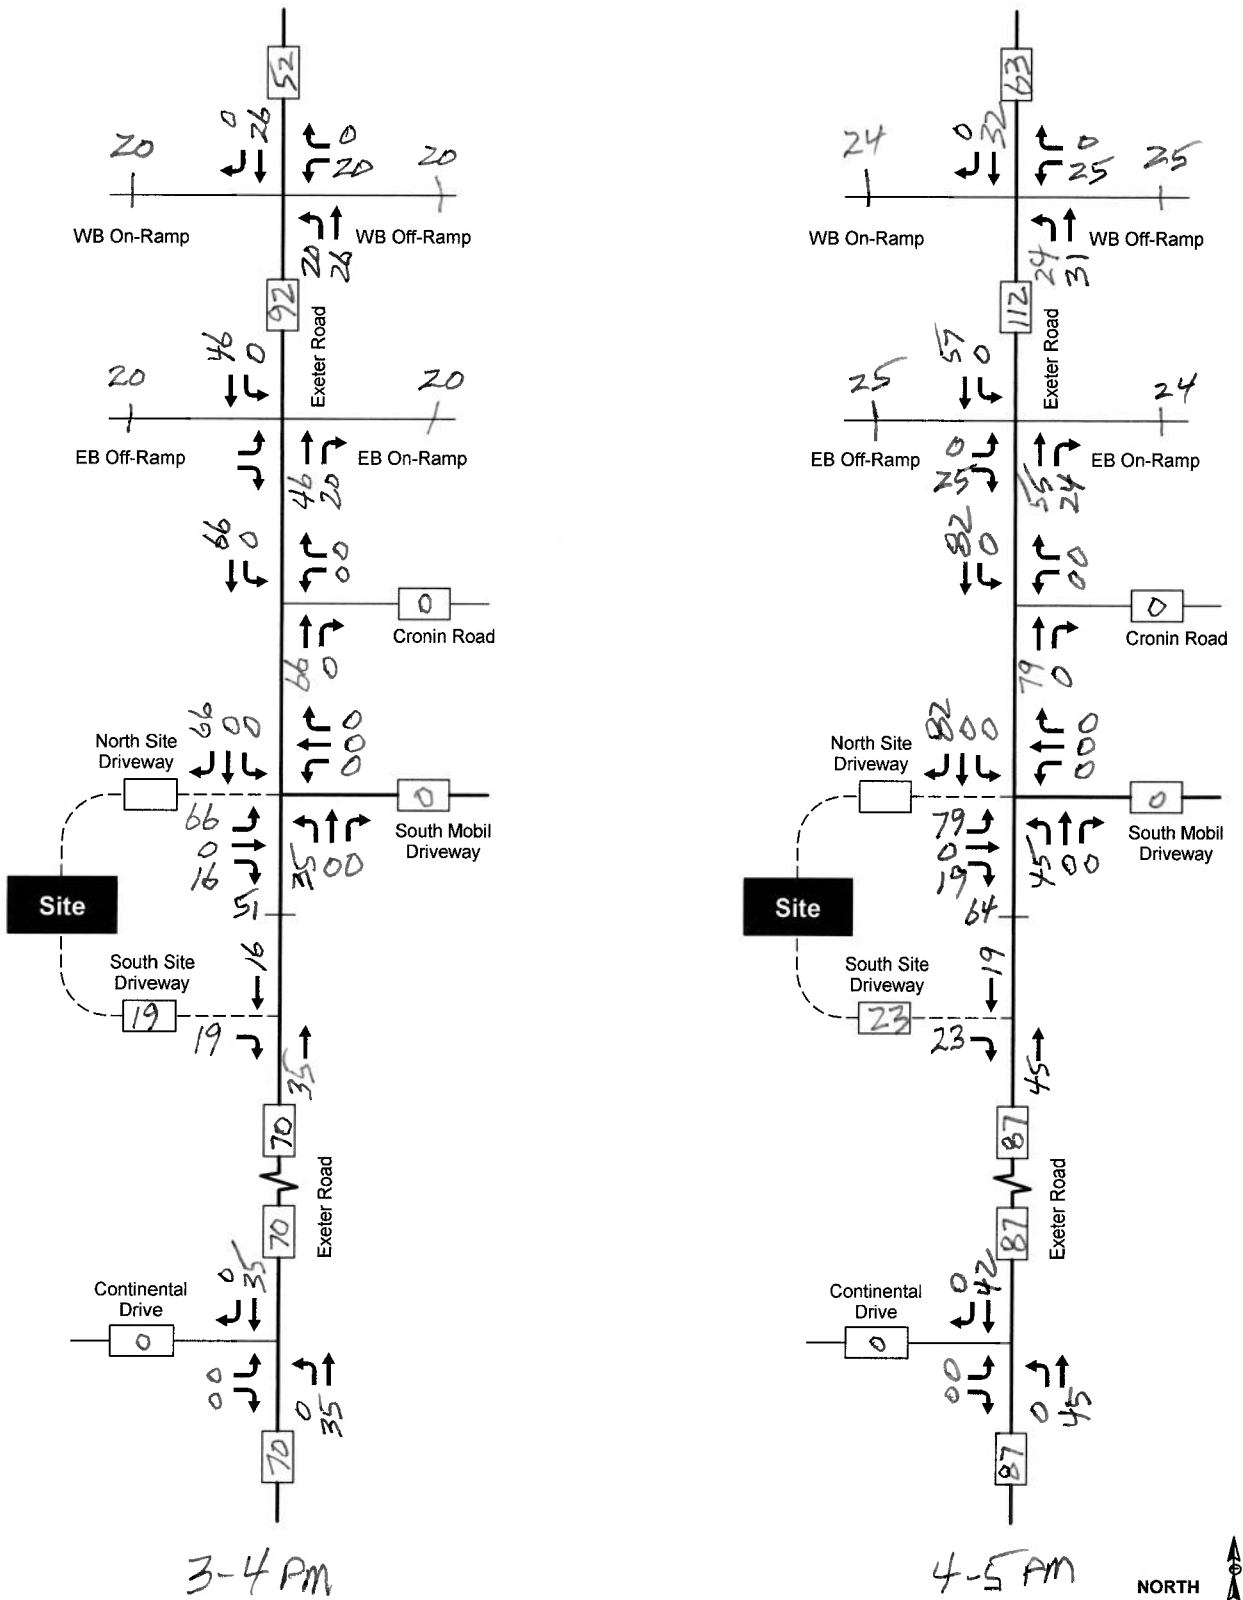 52
0 26
0
20
20
20
WB On-Ramp
WB Off-Ramp
20 26
92
Exeter Road
46 0
20
20
EB Off-Ramp
EB On-Ramp
46 20
66 0
0
0
0
Cronin Road
66 0
66 0 0
0
0 0
0
North Site
Driveway
0
South Mobil
Driveway
66
0
16
35 0 0
Site
51
16
South Site
Driveway
19
19
35
70
Exeter Road
70
0 35
Continental
Drive
0
0
0
0 35
70
3-4 PM
63
0 32
0
25
24
25
WB On-Ramp
WB Off-Ramp
24 31
112
Exeter Road
57 0
25
24
EB Off-Ramp
EB On-Ramp
0
25
55 24
82 0
0
0
0
Cronin Road
79 0
82 0 0
0
0 0
0
North Site
Driveway
0
South Mobil
Driveway
79
0
19
45 0 0
Site
64
19
South Site
Driveway
23
23
45
87
Exeter Road
87
0 42
Continental
Drive
0
0
0
0 45
87
4-5 PM
NORTH